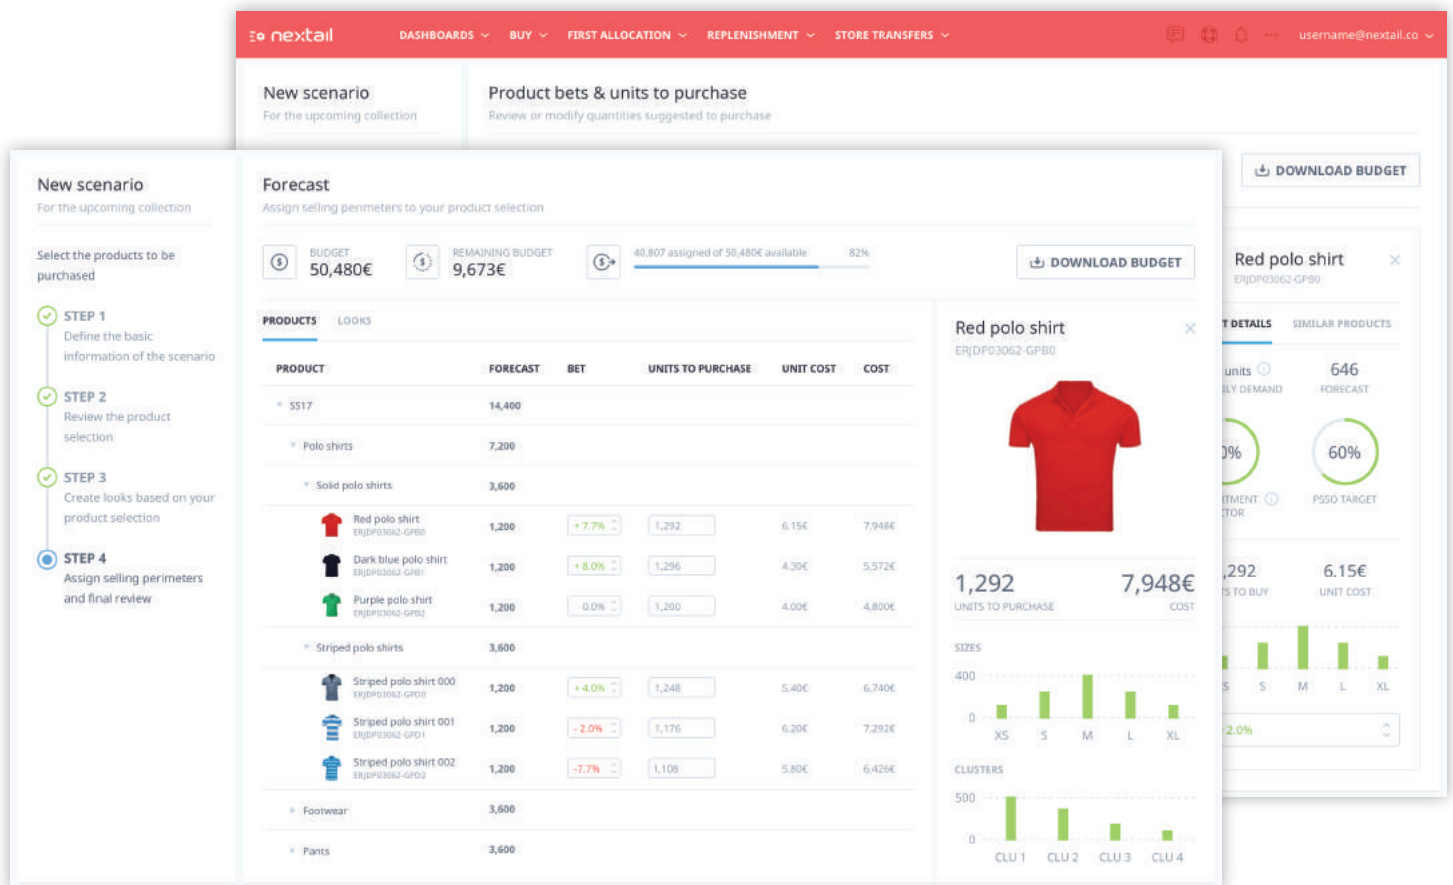 nextail
DASHBOARDS BUY FIRST ALLOCATION REPLENISHMENT STORE TRANSFERS username@nextail.co
New scenario
For the upcoming collection
Product bets & units to purchase
Review or modify quantities suggested to purchase
DOWNLOAD BUDGET
New scenario
For the upcoming collection
Select the products to be
purchased
STEP 1
Define the basic
information of the scenario
STEP 2
Review the product
selection
STEP 3
Create looks based on your
product selection
STEP 4
Assign selling perimeters
and final review
Forecast
Assign selling perimeters to your product selection
BUDGET
50,480€
REMAINING BUDGET
9,673€
40,807 assigned of 50,480€ available 82%
DOWNLOAD BUDGET
PRODUCTS LOOKS
PRODUCT FORECAST BET UNITS TO PURCHASE UNIT COST COST
SS17 14,400
Polo shirts 7,200
Solid polo shirts 3,600
Red polo shirt
ERJDP03062-GPB0
1,200 +7.7% 1,292 6.15€ 7,948€
Dark blue polo shirt
ERJDP03062-GPB1
1,200 +8.0% 1,296 4.30€ 5,572€
Purple polo shirt
ERJDP03062-GPB2
1,200 0.0% 1,200 4.00€ 4,800€
Striped polo shirts 3,600
Striped polo shirt 000
ERJDP03062-GPD0
1,200 +4.0% 1,248 5.40€ 6,740€
Striped polo shirt 001
ERJDP03062-GPD1
1,200 -2.0% 1,176 6.20€ 7,292€
Striped polo shirt 002
ERJDP03062-GPD2
1,200 -7.7% 1,108 5.80€ 6,426€
Footwear 3,600
Pants 3,600
Red polo shirt
ERJDP03062-GPB0
1,292
UNITS TO PURCHASE
7,948€
COST
SIZES
400
0
XS S M L XL
CLUSTERS
500
0
CLU 1 CLU 2 CLU 3 CLU 4
Red polo shirt
ERJDP03062-GPB0
T DETAILS SIMILAR PRODUCTS
units
LY DEMAND
646
FORECAST
0%
60%
TMENT
TOR
PSSO TARGET
,292
S TO BUY
6.15€
UNIT COST
S S M L XL
2.0%